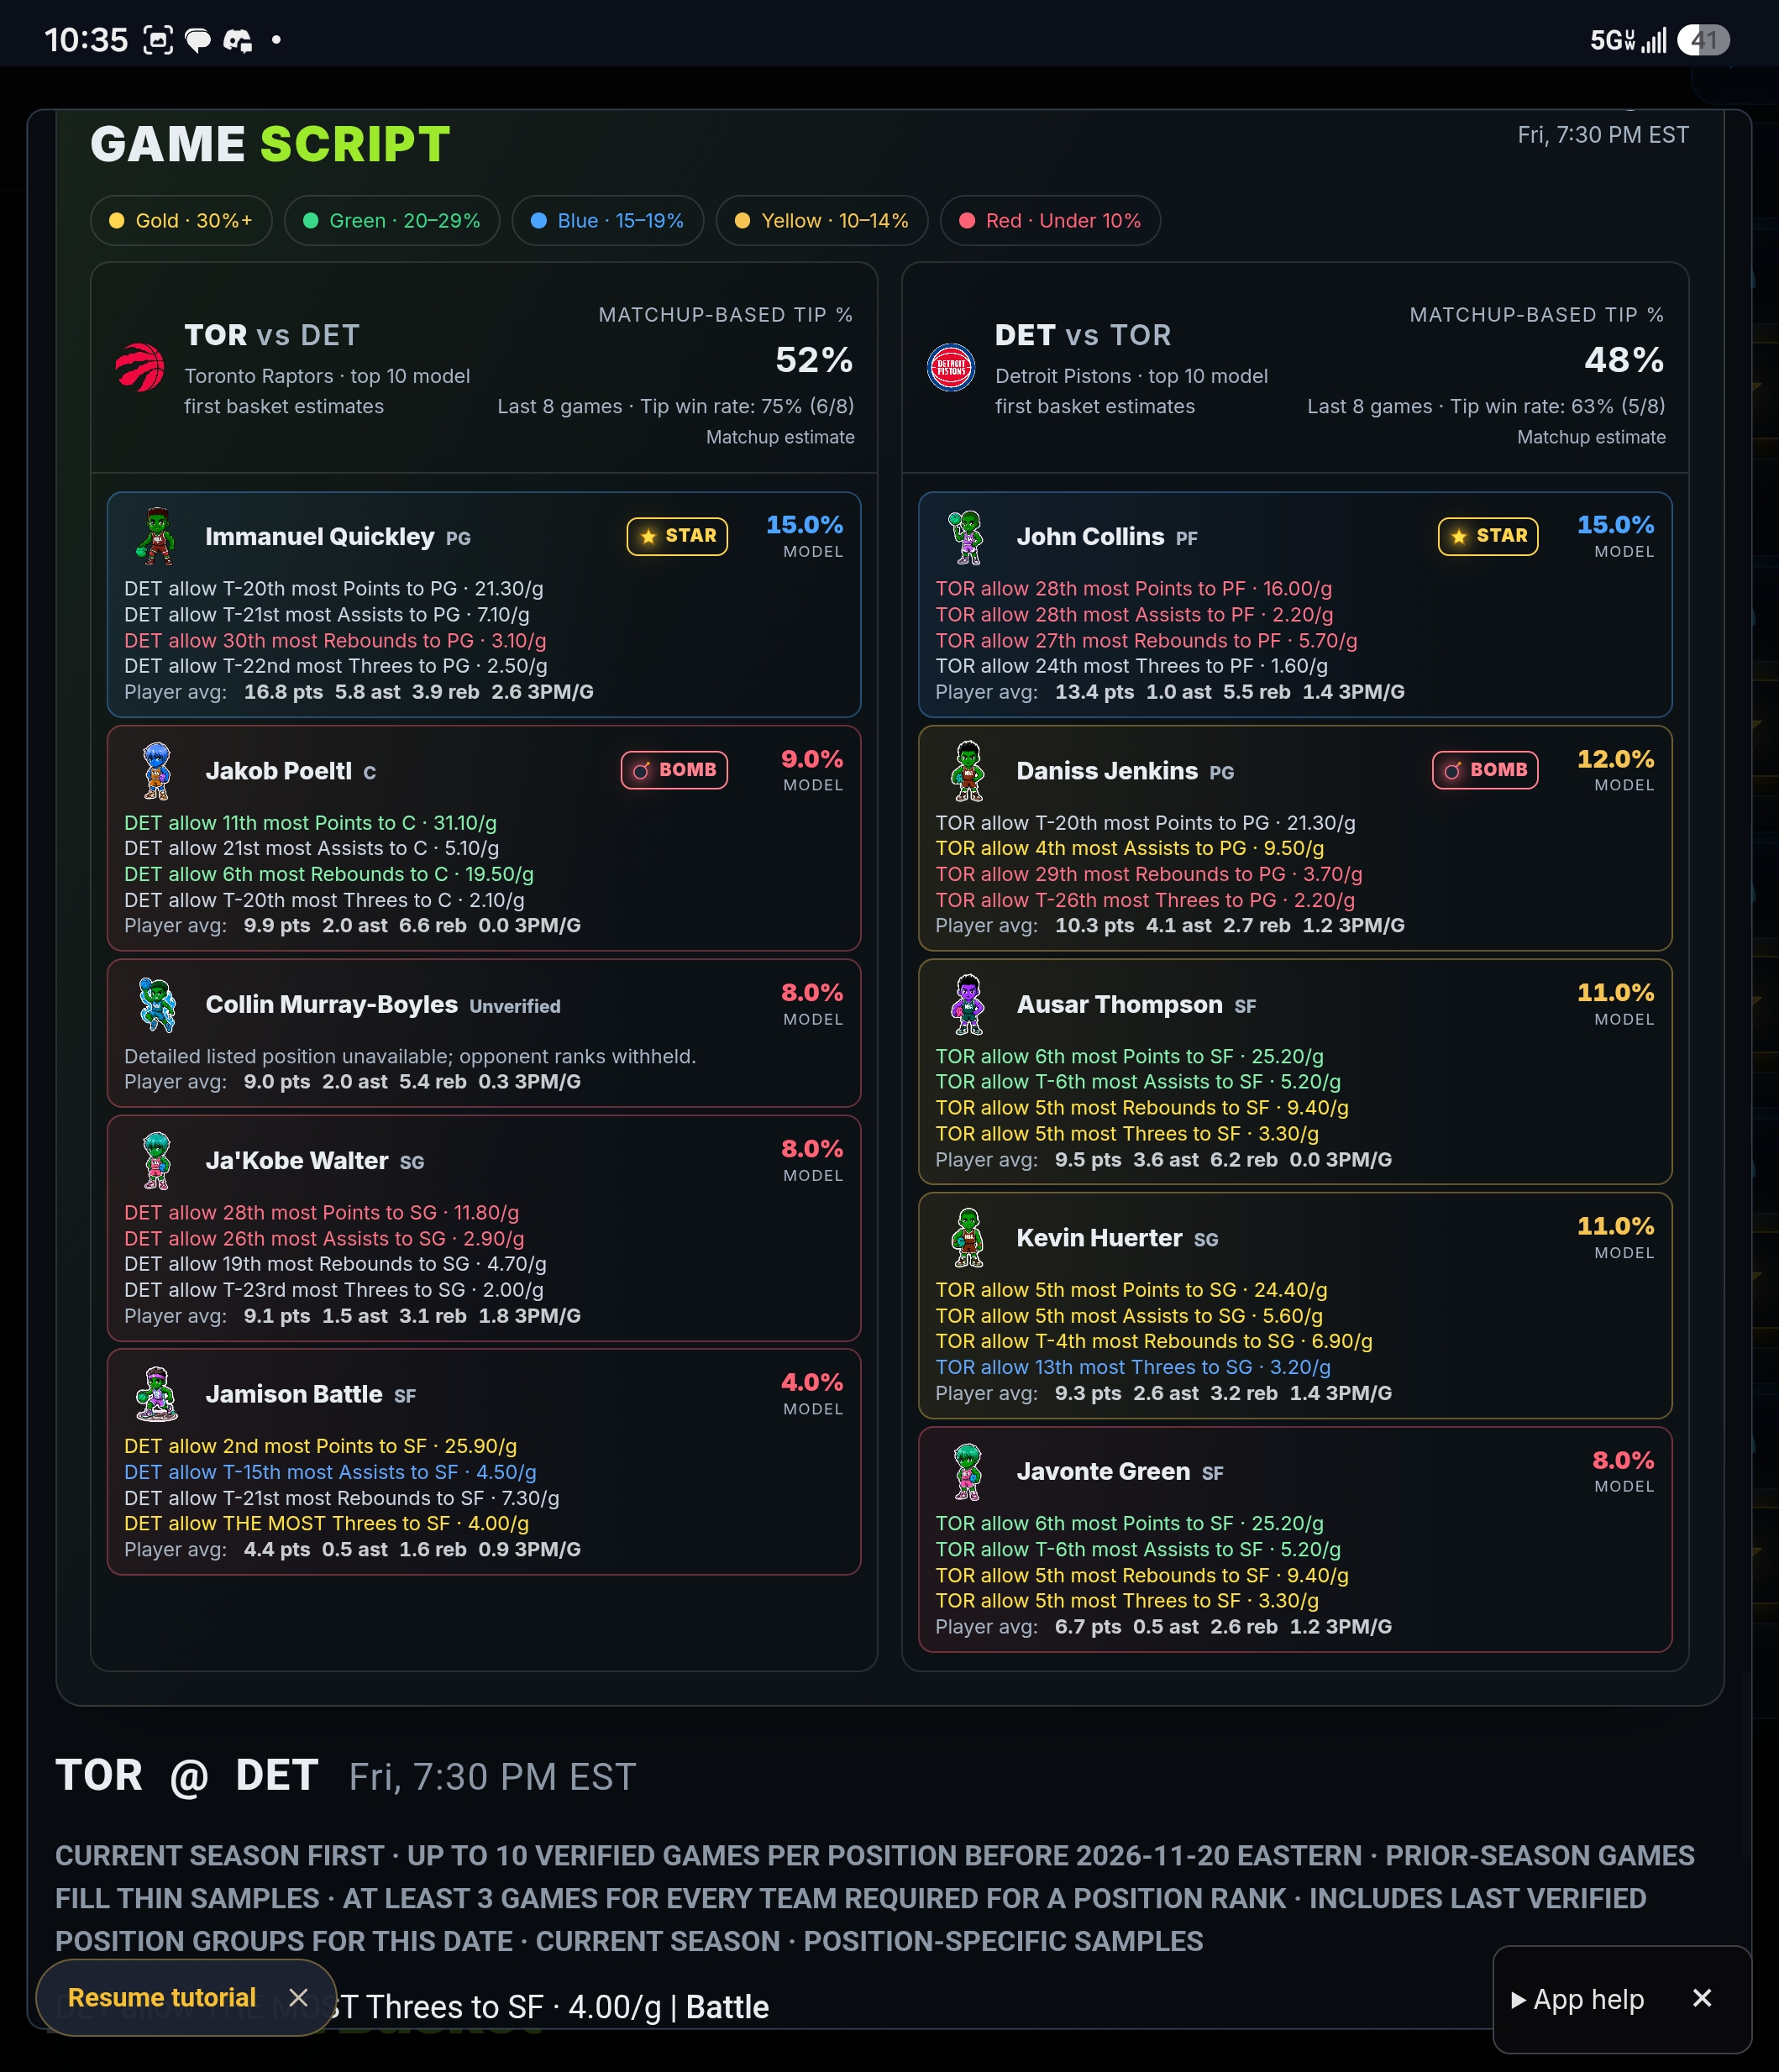 10:35
5G UW 41
GAME SCRIPT
Fri, 7:30 PM EST
Gold · 30%+
Green · 20–29%
Blue · 15–19%
Yellow · 10–14%
Red · Under 10%
TOR vs DET
Toronto Raptors · top 10 model
first basket estimates
MATCHUP-BASED TIP %
52%
Last 8 games · Tip win rate: 75% (6/8)
Matchup estimate
Immanuel Quickley PG
STAR
15.0%
MODEL
DET allow T-20th most Points to PG · 21.30/g
DET allow T-21st most Assists to PG · 7.10/g
DET allow 30th most Rebounds to PG · 3.10/g
DET allow T-22nd most Threes to PG · 2.50/g
Player avg: 16.8 pts 5.8 ast 3.9 reb 2.6 3PM/G
Jakob Poeltl C
BOMB
9.0%
MODEL
DET allow 11th most Points to C · 31.10/g
DET allow 21st most Assists to C · 5.10/g
DET allow 6th most Rebounds to C · 19.50/g
DET allow T-20th most Threes to C · 2.10/g
Player avg: 9.9 pts 2.0 ast 6.6 reb 0.0 3PM/G
Collin Murray-Boyles Unverified
8.0%
MODEL
Detailed listed position unavailable; opponent ranks withheld.
Player avg: 9.0 pts 2.0 ast 5.4 reb 0.3 3PM/G
Ja'Kobe Walter SG
8.0%
MODEL
DET allow 28th most Points to SG · 11.80/g
DET allow 26th most Assists to SG · 2.90/g
DET allow 19th most Rebounds to SG · 4.70/g
DET allow T-23rd most Threes to SG · 2.00/g
Player avg: 9.1 pts 1.5 ast 3.1 reb 1.8 3PM/G
Jamison Battle SF
4.0%
MODEL
DET allow 2nd most Points to SF · 25.90/g
DET allow T-15th most Assists to SF · 4.50/g
DET allow T-21st most Rebounds to SF · 7.30/g
DET allow THE MOST Threes to SF · 4.00/g
Player avg: 4.4 pts 0.5 ast 1.6 reb 0.9 3PM/G
DETROIT
PISTONS
DET vs TOR
Detroit Pistons · top 10 model
first basket estimates
MATCHUP-BASED TIP %
48%
Last 8 games · Tip win rate: 63% (5/8)
Matchup estimate
John Collins PF
STAR
15.0%
MODEL
TOR allow 28th most Points to PF · 16.00/g
TOR allow 28th most Assists to PF · 2.20/g
TOR allow 27th most Rebounds to PF · 5.70/g
TOR allow 24th most Threes to PF · 1.60/g
Player avg: 13.4 pts 1.0 ast 5.5 reb 1.4 3PM/G
Daniss Jenkins PG
BOMB
12.0%
MODEL
TOR allow T-20th most Points to PG · 21.30/g
TOR allow 4th most Assists to PG · 9.50/g
TOR allow 29th most Rebounds to PG · 3.70/g
TOR allow T-26th most Threes to PG · 2.20/g
Player avg: 10.3 pts 4.1 ast 2.7 reb 1.2 3PM/G
Ausar Thompson SF
11.0%
MODEL
TOR allow 6th most Points to SF · 25.20/g
TOR allow T-6th most Assists to SF · 5.20/g
TOR allow 5th most Rebounds to SF · 9.40/g
TOR allow 5th most Threes to SF · 3.30/g
Player avg: 9.5 pts 3.6 ast 6.2 reb 0.0 3PM/G
Kevin Huerter SG
11.0%
MODEL
TOR allow 5th most Points to SG · 24.40/g
TOR allow 5th most Assists to SG · 5.60/g
TOR allow T-4th most Rebounds to SG · 6.90/g
TOR allow 13th most Threes to SG · 3.20/g
Player avg: 9.3 pts 2.6 ast 3.2 reb 1.4 3PM/G
Javonte Green SF
8.0%
MODEL
TOR allow 6th most Points to SF · 25.20/g
TOR allow T-6th most Assists to SF · 5.20/g
TOR allow 5th most Rebounds to SF · 9.40/g
TOR allow 5th most Threes to SF · 3.30/g
Player avg: 6.7 pts 0.5 ast 2.6 reb 1.2 3PM/G
TOR @ DET Fri, 7:30 PM EST
CURRENT SEASON FIRST · UP TO 10 VERIFIED GAMES PER POSITION BEFORE 2026-11-20 EASTERN · PRIOR-SEASON GAMES
FILL THIN SAMPLES · AT LEAST 3 GAMES FOR EVERY TEAM REQUIRED FOR A POSITION RANK · INCLUDES LAST VERIFIED
POSITION GROUPS FOR THIS DATE · CURRENT SEASON · POSITION-SPECIFIC SAMPLES
Threes to SF · 4.00/g | Battle
Resume tutorial
App help